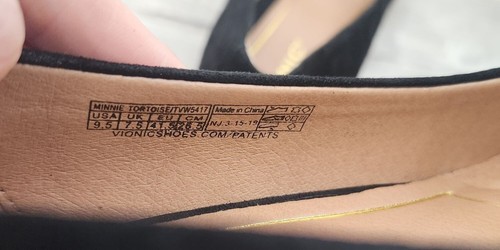 MINNIE TORTOISE/TVW5417 Made in China
USA UK EU CM
9.5 7.5 41.5 26.5 NJ.3-15-19
VIONICSHOES.COM/PATENTS